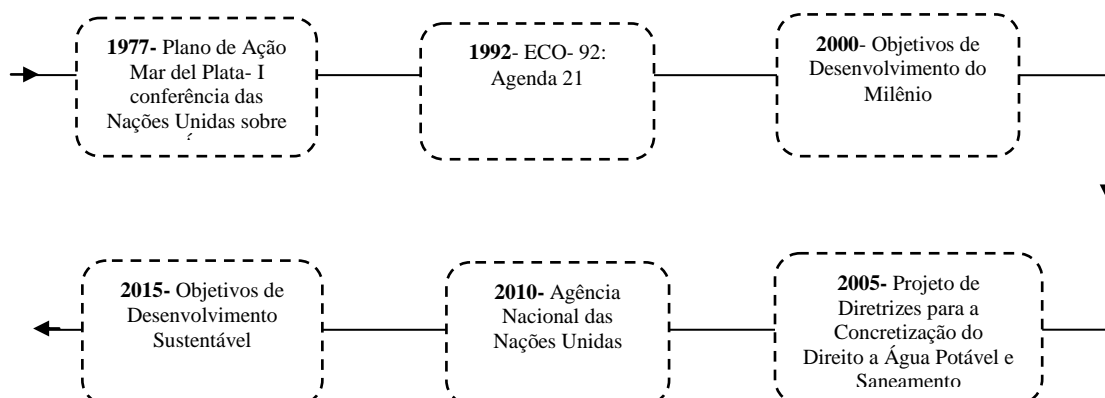 1977- Plano de Ação
Mar del Plata- I
conferência das
Nações Unidas sobre
1992- ECO- 92:
Agenda 21
2000- Objetivos de
Desenvolvimento do
Milênio
2015- Objetivos de
Desenvolvimento
Sustentável
2010- Agência
Nacional das
Nações Unidas
2005- Projeto de
Diretrizes para a
Concretização do
Direito a Água Potável e
Saneamento